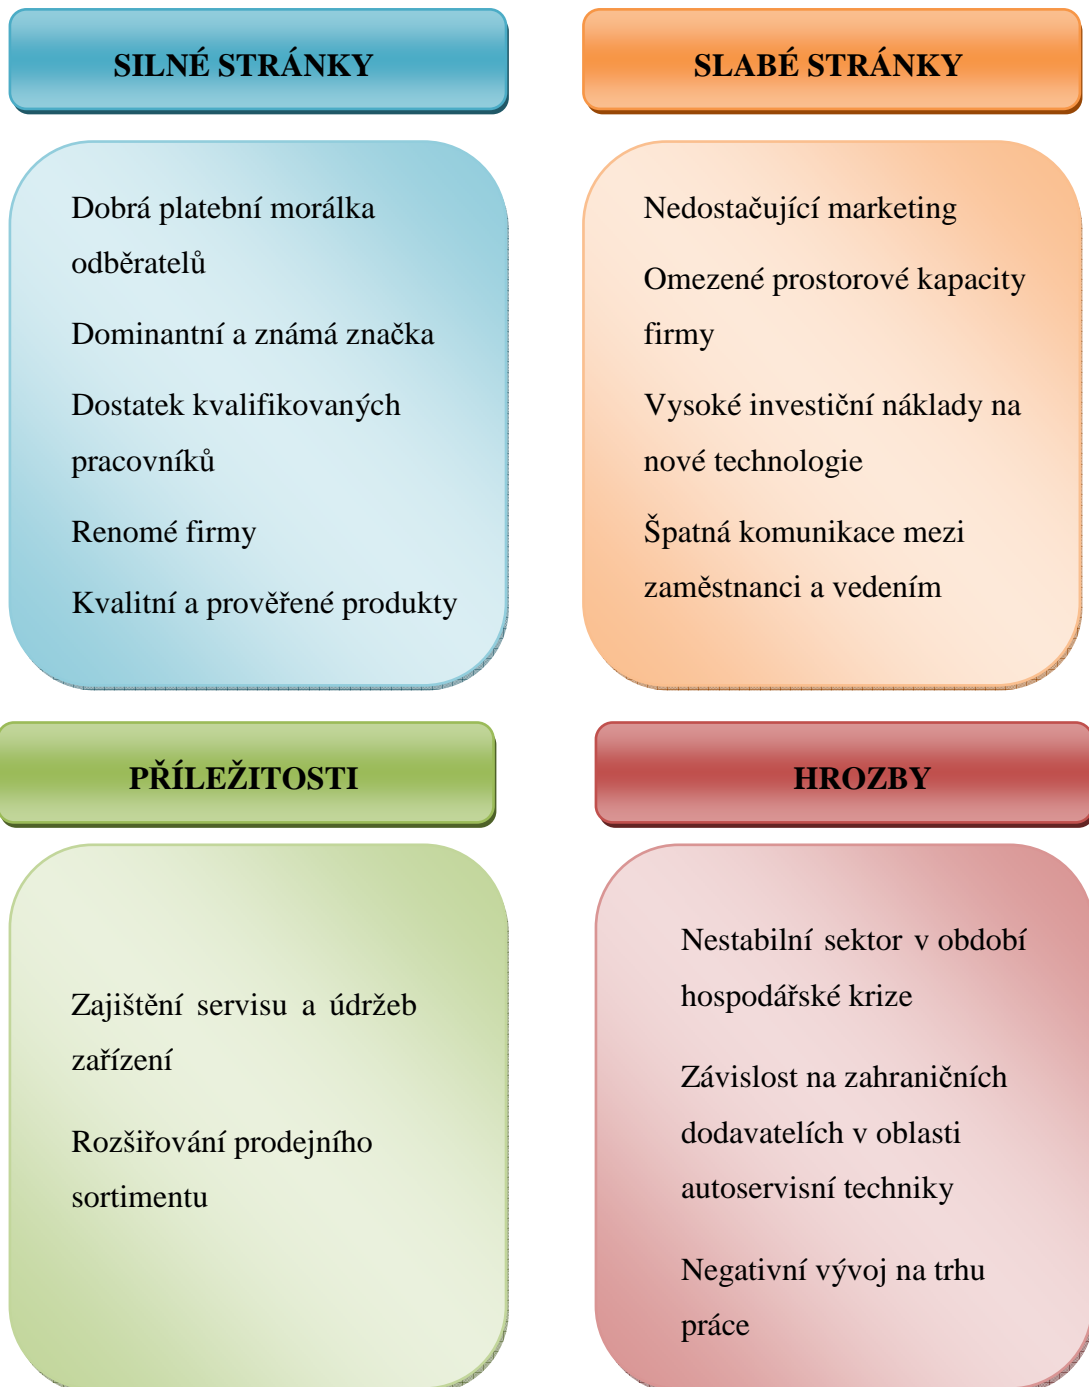 SILNÉ STRÁNKY
Dobrá platební morálka
odběratelů
Dominantní a známá značka
Dostatek kvalifikovaných
pracovníků
Renomé firmy
Kvalitní a prověřené produkty
SLABÉ STRÁNKY
Nedostačující marketing
Omezené prostorové kapacity
firmy
Vysoké investiční náklady na
nové technologie
Špatná komunikace mezi
zaměstnanci a vedením
PŘÍLEŽITOSTI
Zajištění servisu a údržeb
zařízení
Rozšiřování prodejního
sortimentu
HROZBY
Nestabilní sektor v období
hospodářské krize
Závislost na zahraničních
dodavatelích v oblasti
autoservisní techniky
Negativní vývoj na trhu
práce